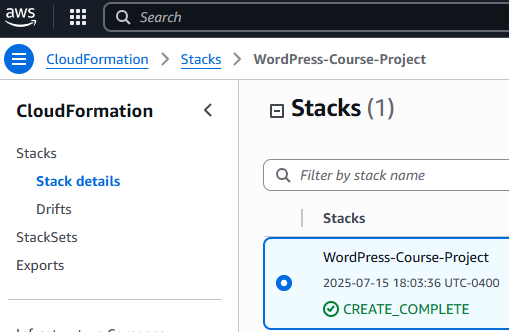 aws
Search
CloudFormation > Stacks > WordPress-Course-Project
CloudFormation
Stacks (1)
Stacks
Stack details
Filter by stack name
Drifts
Stacks
StackSets
WordPress-Course-Project
Exports
2025-07-15 18:03:36 UTC-0400
CREATE_COMPLETE